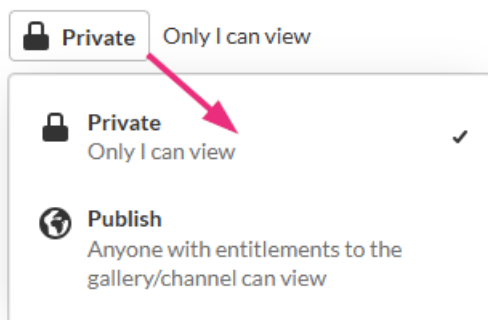 Private Only I can view
Private
Only I can view
Publish
Anyone with entitlements to the
gallery/channel can view